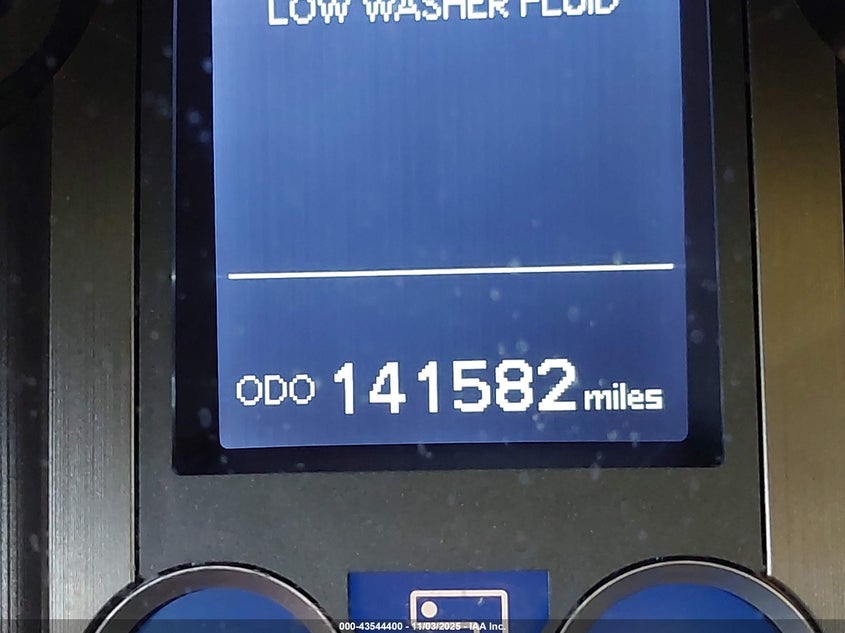 LOW WASHER FLUID
ODO 141582 miles
000-43544400 - 11/03/2025 - IAA Inc.